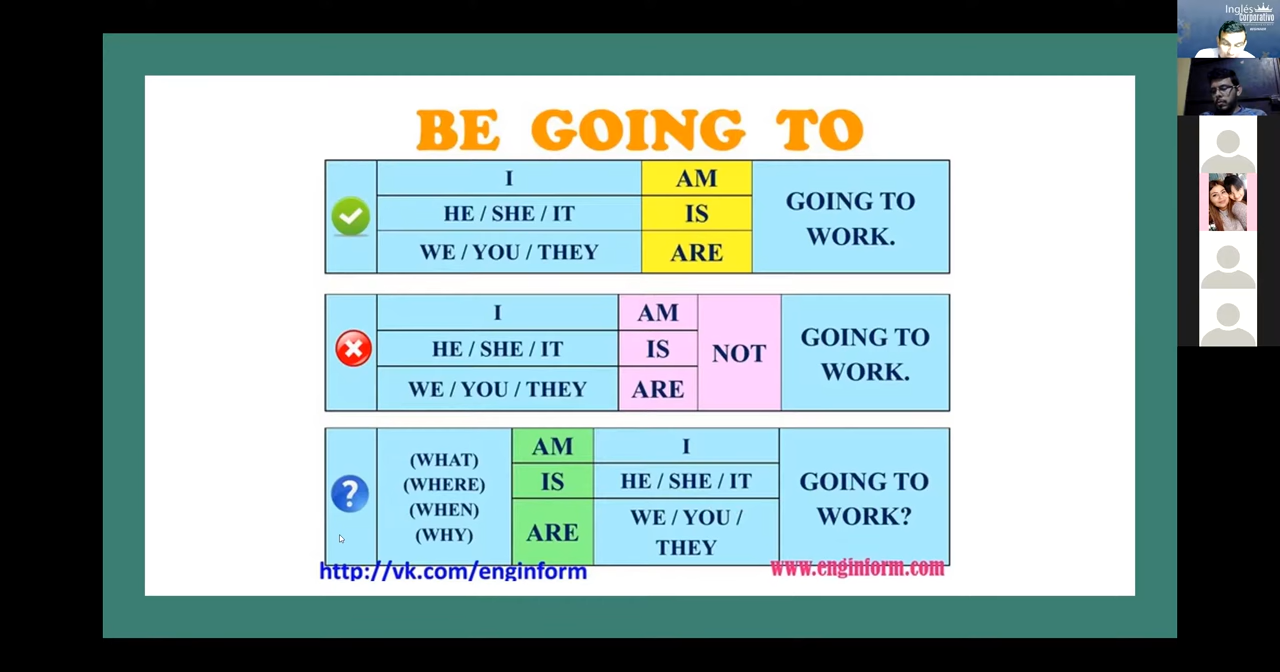 BE GOING TO
I
AM
HE / SHE / IT
IS
WE / YOU / THEY
ARE
GOING TO
WORK.
I
AM
HE / SHE / IT
IS
WE / YOU / THEY
ARE
NOT
GOING TO
WORK.
(WHAT)
(WHERE)
(WHEN)
(WHY)
AM
I
IS
HE / SHE / IT
ARE
WE / YOU /
THEY
GOING TO
WORK?
http://vk.com/enginform
www.enginform.com
Inglés
Corporativo